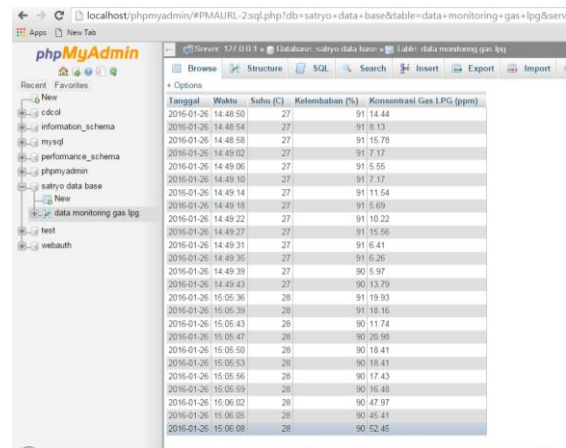 localhost/phpmyadmin/#PMAURL-2:sql.php?db=satryo+data+base&table=data+monitoring+gas+lpg&serv
Apps New Tab
phpMyAdmin
Recent Favorites
New
cdcol
information_schema
mysql
performance_schema
phpmyadmin
satryo data base
New
data monitoring gas lpg
test
webauth
Server: 127.0.0.1 » Database: satryo data base » Table: data monitoring gas lpg
Browse Structure SQL Search Insert Export Import
+ Options
Tanggal Waktu Suhu (C) Kelembaban (%) Konsentrasi Gas LPG (ppm)
2016-01-26 14:48:50 27 91 14.44
2016-01-26 14:48:54 27 91 8.13
2016-01-26 14:48:58 27 91 15.78
2016-01-26 14:49:02 27 91 7.17
2016-01-26 14:49:06 27 91 5.55
2016-01-26 14:49:10 27 91 7.17
2016-01-26 14:49:14 27 91 11.54
2016-01-26 14:49:18 27 91 5.69
2016-01-26 14:49:22 27 91 10.22
2016-01-26 14:49:27 27 91 15.56
2016-01-26 14:49:31 27 91 6.41
2016-01-26 14:49:35 27 91 6.26
2016-01-26 14:49:39 27 90 5.97
2016-01-26 14:49:43 27 90 13.79
2016-01-26 15:05:36 28 91 19.93
2016-01-26 15:05:39 28 91 18.16
2016-01-26 15:05:43 28 90 11.74
2016-01-26 15:05:47 28 90 20.98
2016-01-26 15:05:50 28 90 18.41
2016-01-26 15:05:53 28 90 18.41
2016-01-26 15:05:56 28 90 17.43
2016-01-26 15:05:59 28 90 16.48
2016-01-26 15:06:02 28 90 47.97
2016-01-26 15:06:05 28 90 45.41
2016-01-26 15:06:08 28 90 52.45